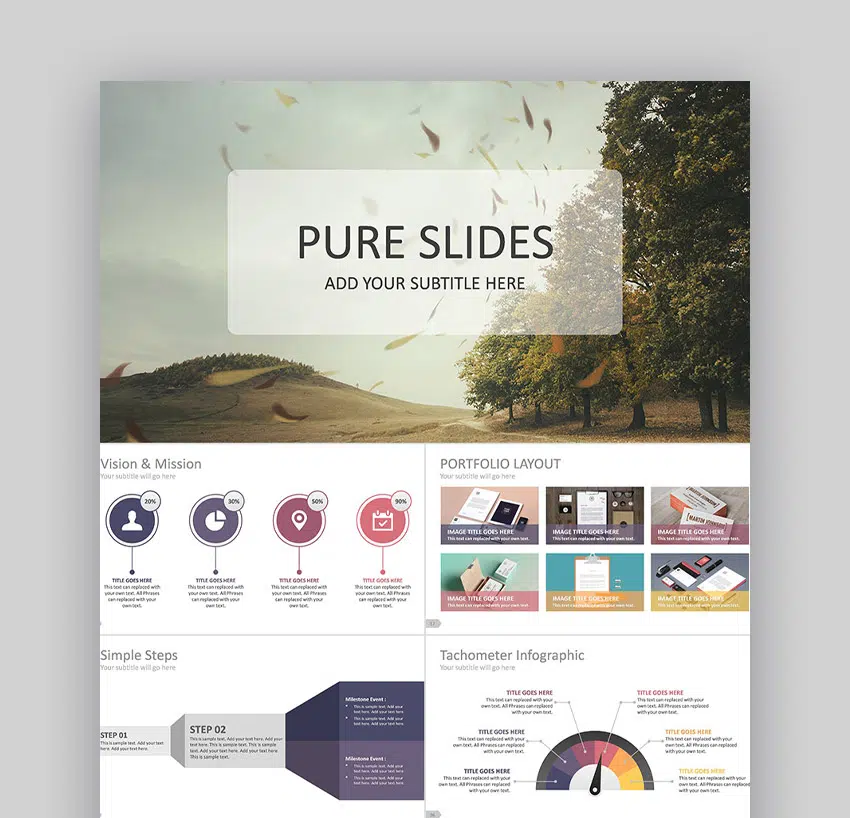 PURE SLIDES
ADD YOUR SUBTITLE HERE
Vision & Mission
Your subtitle will go here
20%
30%
50%
90%
TITLE GOES HERE
This text can replaced with
your own text. All Phrases
can replaced with your
own text.
TITLE GOES HERE
This text can replaced with
your own text. All Phrases
can replaced with your
own text.
TITLE GOES HERE
This text can replaced with
your own text. All Phrases
can replaced with your
own text.
TITLE GOES HERE
This text can replaced with
your own text. All Phrases
can replaced with your
own text.
PORTFOLIO LAYOUT
Your subtitle will go here
IMAGE TITLE GOES HERE
This text can replaced with your own text.
IMAGE TITLE GOES HERE
This text can replaced with your own text.
[MARTIN JOHNSON]
[MARTIN JOHNSON]
IMAGE TITLE GOES HERE
This text can replaced with your own text.
IMAGE TITLE GOES HERE
This text can replaced with your own text.
IMAGE TITLE GOES HERE
This text can replaced with your own text.
IMAGE TITLE GOES HERE
This text can replaced with your own text.
Simple Steps
Your subtitle will go here
STEP 01
This is sample text. Add your text
here. Add your text here.
STEP 02
This is sample text. Add your text here. Add your
text here. This is sample text. This is sample
text. Add your text here. This is sample text. Add
your text here.
Milestone Event :
This is sample text. Add your
text here. Add your text here.
This is sample text. Add your
text here. Add your text here.
Milestone Event :
This is sample text. Add your
text here. Add your text here.
This is sample text. Add your
text here. Add your text here.
Tachometer Infographic
Your subtitle will go here
TITLE GOES HERE
This text can replaced with your
own text. All Phrases can
replaced with your own
own text.
TITLE GOES HERE
This text can replaced with
your own text. All Phrases
can replaced with your
own text.
TITLE GOES HERE
This text can replaced with
your own text. All Phrases
can replaced with your
own text.
TITLE GOES HERE
This text can replaced with
your own text. All Phrases
can replaced with your
own text.
TITLE GOES HERE
This text can replaced with
your own text. All Phrases can
replaced with your own text.
TITLE GOES HERE
This text can replaced with your
own text. All Phrases can
replaced with your own text.